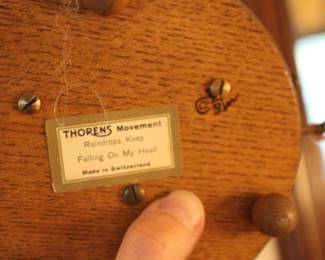 THORENS Movement
Raindrops Keep
Falling On My Head
Made in Switzerland